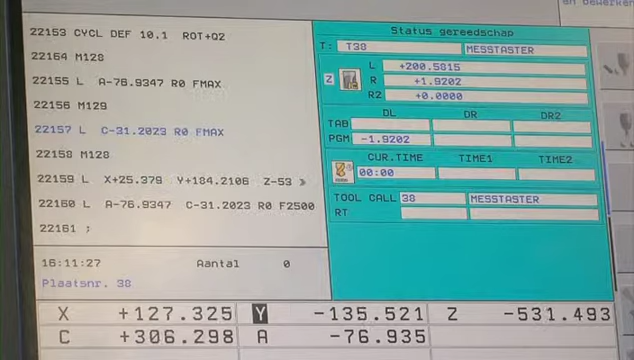 en bewerken
22153 CYCL DEF 10.1 ROT+Q2
22164 M128
22155 L A-76.9347 R0 FMAX
22156 M129
22157 L C-31.2023 R0 FMAX
22158 M128
22159 L X+25.379 Y+184.2106 Z-53 »
22160 L A-76.9347 C-31.2023 R0 F2500
22161 ;
16:11:27 Aantal 0
Plaatsnr. 38
Status gereedschap
T: T38 MESSTASTER
L +200.5815
Z R +1.9202
R2 +0.0000
DL DR DR2
TAB
PGM -1.9202
CUR.TIME TIME1 TIME2
00:00
TOOL CALL 38 MESSTASTER
RT
X +127.325 Y -135.521 Z -531.493
C +306.298 A -76.935